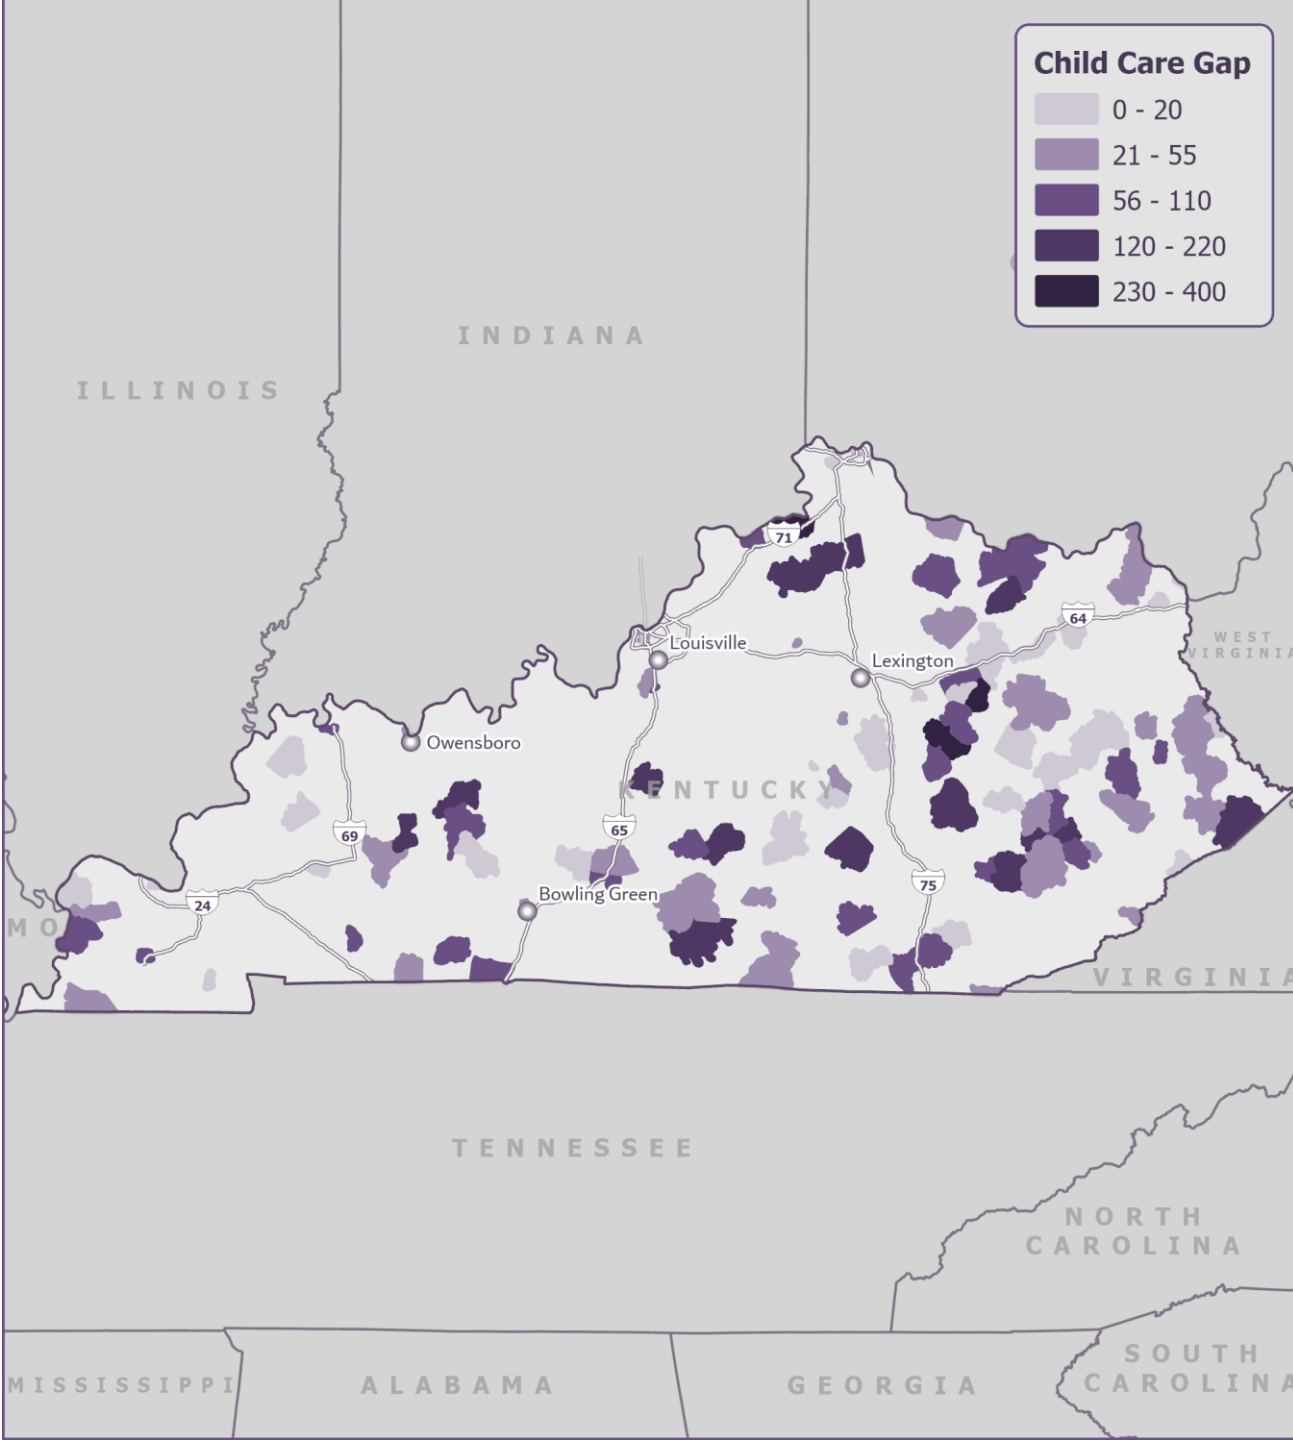 Child Care Gap
0 - 20
21 - 55
56 - 110
120 - 220
230 - 400
INDIANA
ILLINOIS
71
64
Louisville
WEST
VIRGINIA
Lexington
Owensboro
KENTUCKY
65
69
75
Bowling Green
24
MO
VIRGINIA
TENNESSEE
NORTH
CAROLINA
SOUTH
CAROLINA
MISSISSIPPI
ALABAMA
GEORGIA